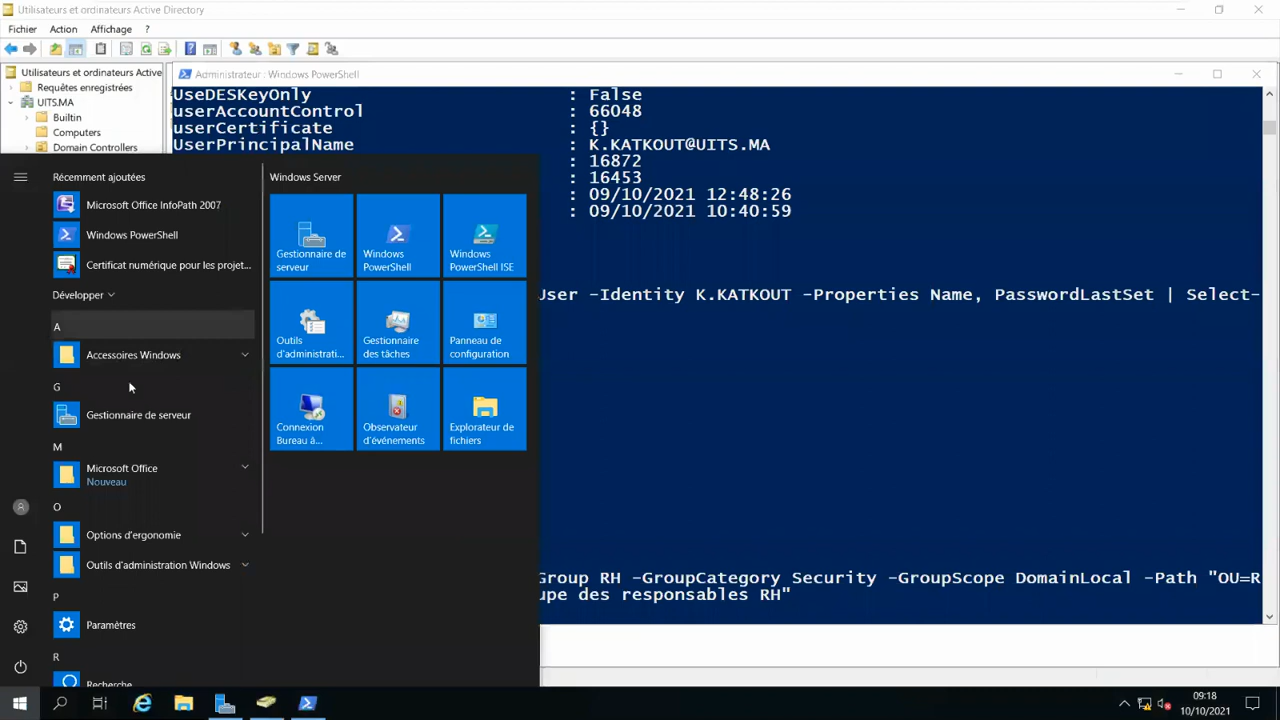 Utilisateurs et ordinateurs Active Directory
Fichier Action Affichage ?
Utilisateurs et ordinateurs Active
Requêtes enregistrées
UITS.MA
Builtin
Computers
Domain Controllers
Administrateur : Windows PowerShell
UseDESKeyOnly : False
userAccountControl : 66048
userCertificate : {}
UserPrincipalName : K.KATKOUT@UITS.MA
: 16872
: 16453
: 09/10/2021 12:48:26
: 09/10/2021 10:40:59
User -Identity K.KATKOUT -Properties Name, PasswordLastSet | Select-
Group RH -GroupCategory Security -GroupScope DomainLocal -Path "OU=R
upe des responsables RH"
Récemment ajoutées
Microsoft Office InfoPath 2007
Windows PowerShell
Certificat numérique pour les projet...
Développer
A
Accessoires Windows
G
Gestionnaire de serveur
M
Microsoft Office
Nouveau
O
Options d'ergonomie
Outils d'administration Windows
P
Paramètres
R
Recherche
Windows Server
Gestionnaire de serveur
Windows PowerShell
Windows PowerShell ISE
Outils d'administrati...
Gestionnaire des tâches
Panneau de configuration
Connexion Bureau à...
Observateur d'événements
Explorateur de fichiers
09:18
10/10/2021